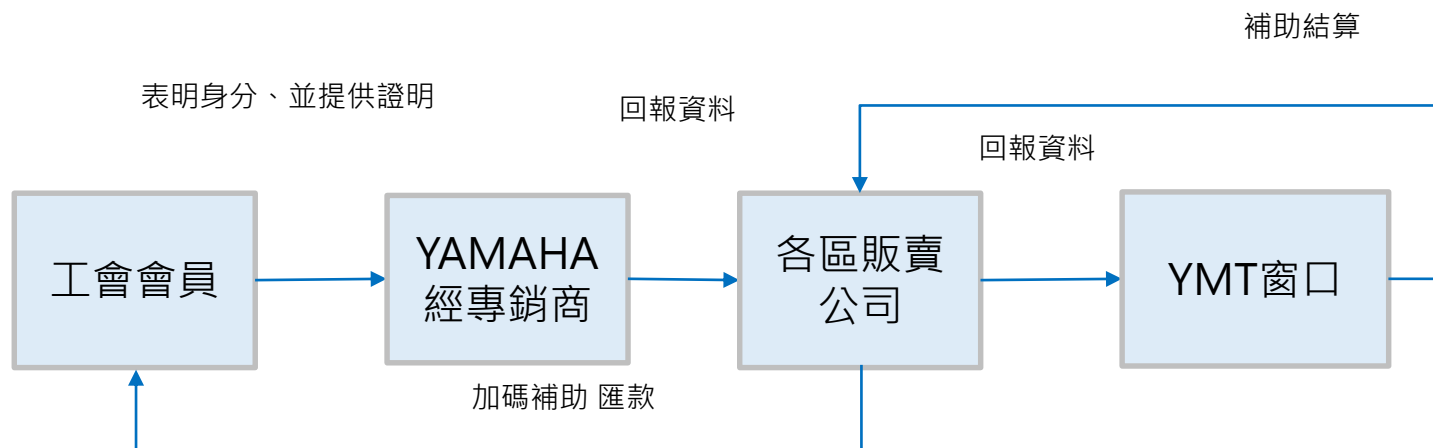 補助結算
表明身分、並提供證明
回報資料
回報資料
工會會員
YAMAHA
經專銷商
各區販賣
公司
YMT窗口
加碼補助 匯款